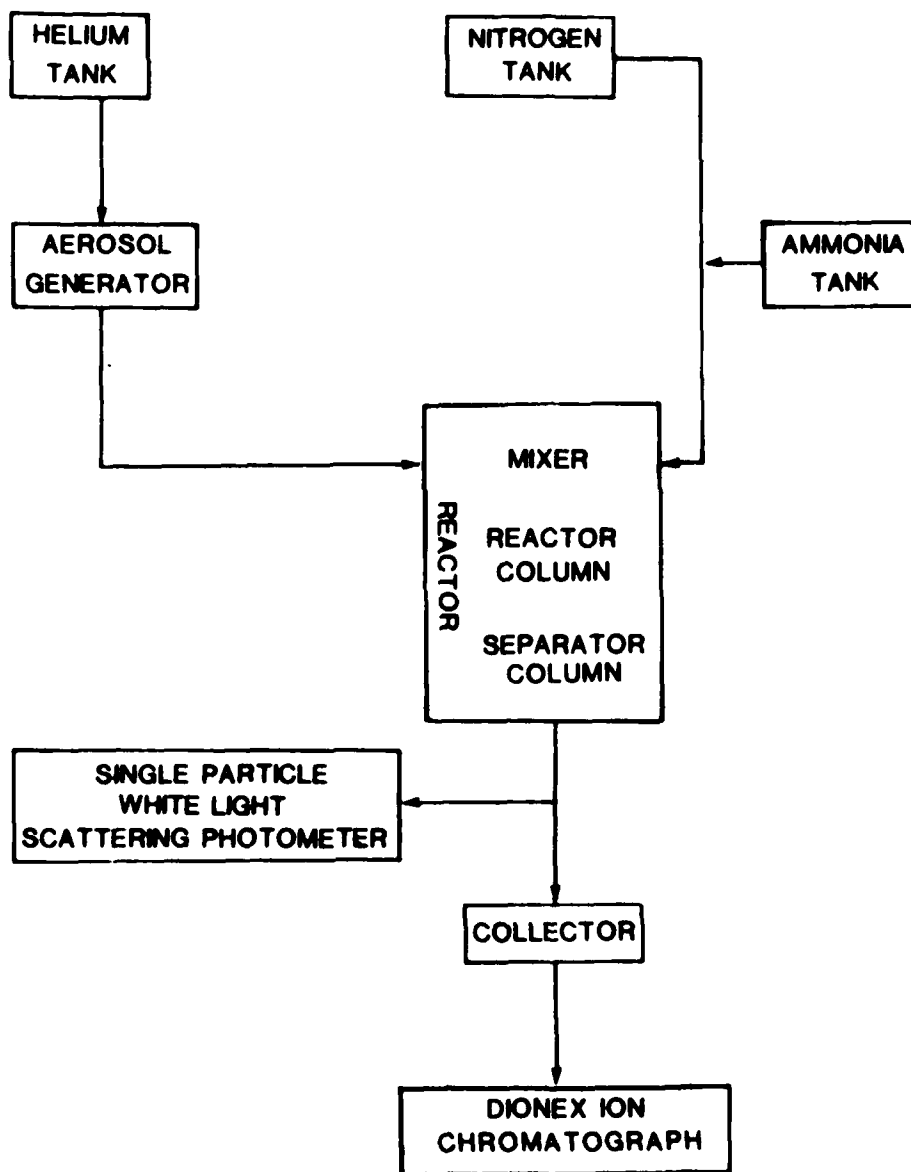 HELIUM
TANK
NITROGEN
TANK
AEROSOL
GENERATOR
AMMONIA
TANK
MIXER
REACTOR
REACTOR
COLUMN
SEPARATOR
COLUMN
SINGLE PARTICLE
WHITE LIGHT
SCATTERING PHOTOMETER
COLLECTOR
DIONEX ION
CHROMATOGRAPH